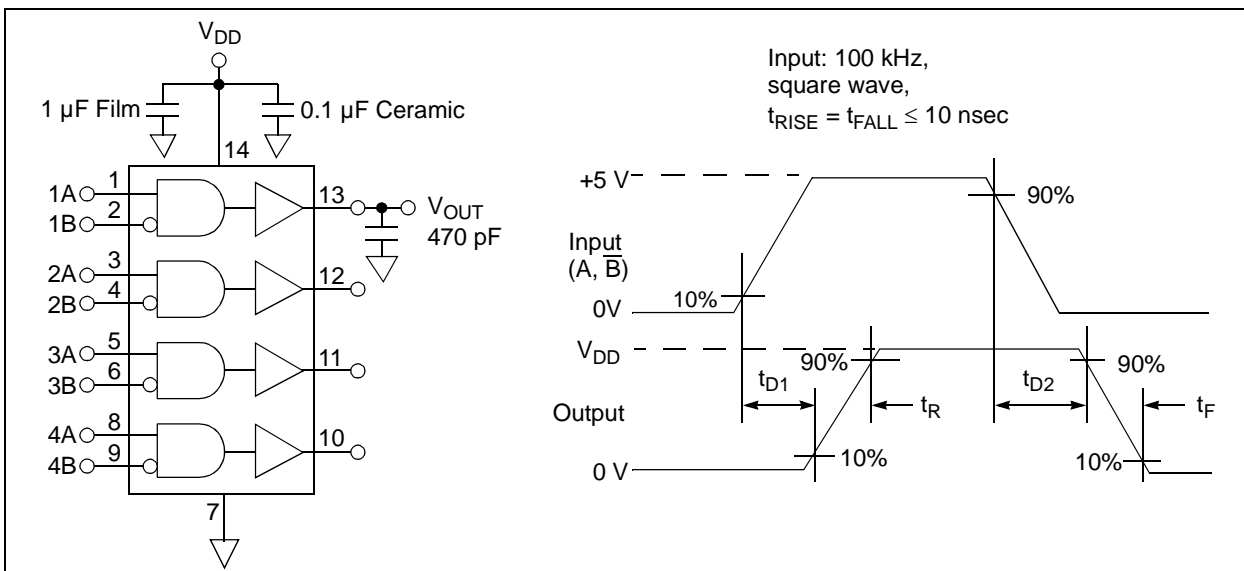 VDD
1 µF Film
0.1 µF Ceramic
14
1A
1
1B
2
13
VOUT
470 pF
2A
3
2B
4
12
3A
5
3B
6
11
4A
8
4B
9
10
7
Input: 100 kHz,
square wave,
tRISE = tFALL ≤ 10 nsec
+5 V
90%
Input
(A, B̅)
10%
0V
VDD
90%
90%
tD1
tR
tD2
tF
Output
10%
10%
0 V